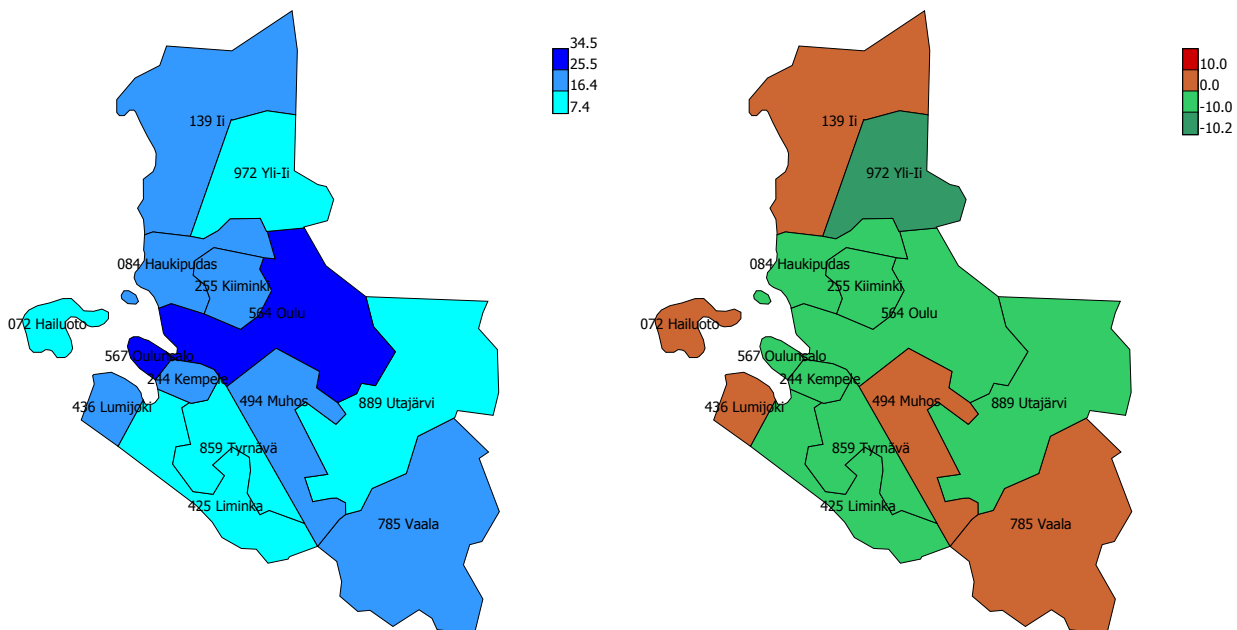 34.5
25.5
16.4
7.4
139 Ii
972 Yli-Ii
084 Haukipudas
255 Kiiminki
564 Oulu
072 Hailuoto
567 Oulunsalo
244 Kempele
436 Lumijoki
494 Muhos
889 Utajärvi
859 Tyrnävä
425 Liminka
785 Vaala
10.0
0.0
-10.0
-10.2
139 Ii
972 Yli-Ii
084 Haukipudas
255 Kiiminki
564 Oulu
072 Hailuoto
567 Oulunsalo
244 Kempele
436 Lumijoki
494 Muhos
889 Utajärvi
859 Tyrnävä
425 Liminka
785 Vaala